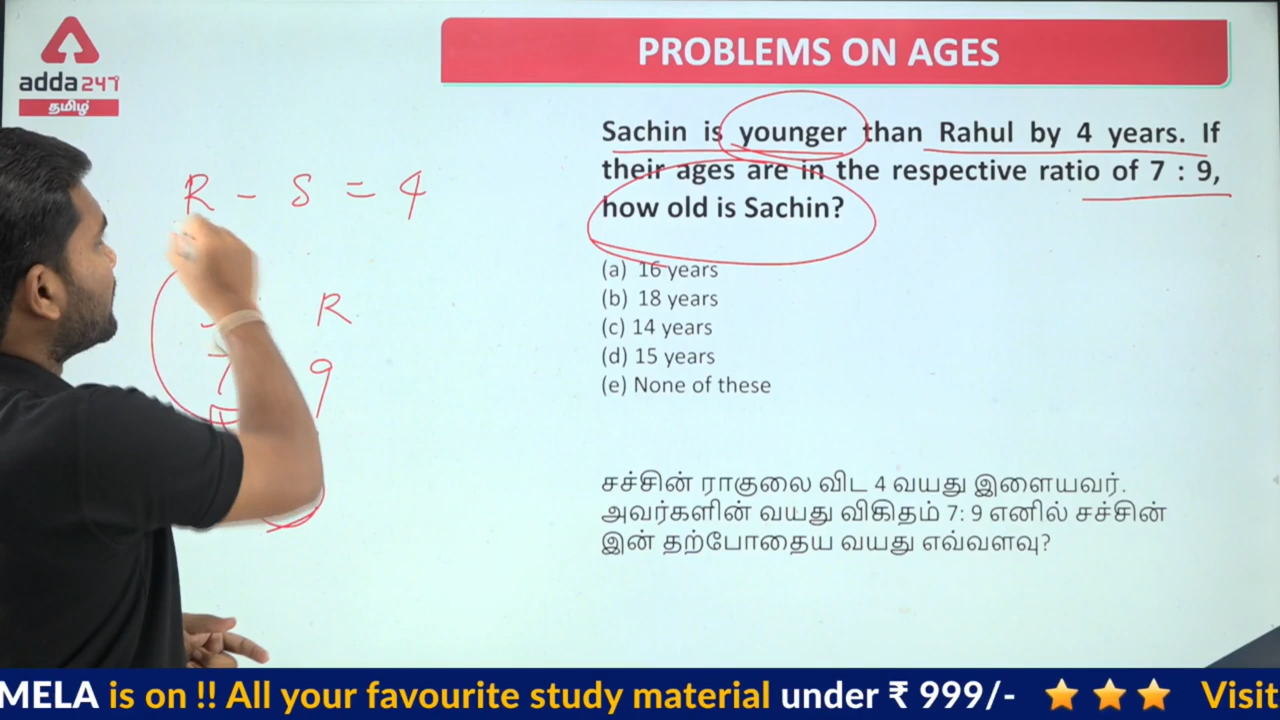 adda247
தமிழ்
PROBLEMS ON AGES
Sachin is younger than Rahul by 4 years. If
their ages are in the respective ratio of 7 : 9,
how old is Sachin?
(a) 16 years
(b) 18 years
(c) 14 years
(d) 15 years
(e) None of these
சச்சின் ராகுலை விட 4 வயது இளையவர்.
அவர்களின் வயது விகிதம் 7: 9 எனில் சச்சின்
இன் தற்போதைய வயது எவ்வளவு?
R - S = 4
R
7 9
MELA is on !! All your favourite study material under ₹ 999/- Visit